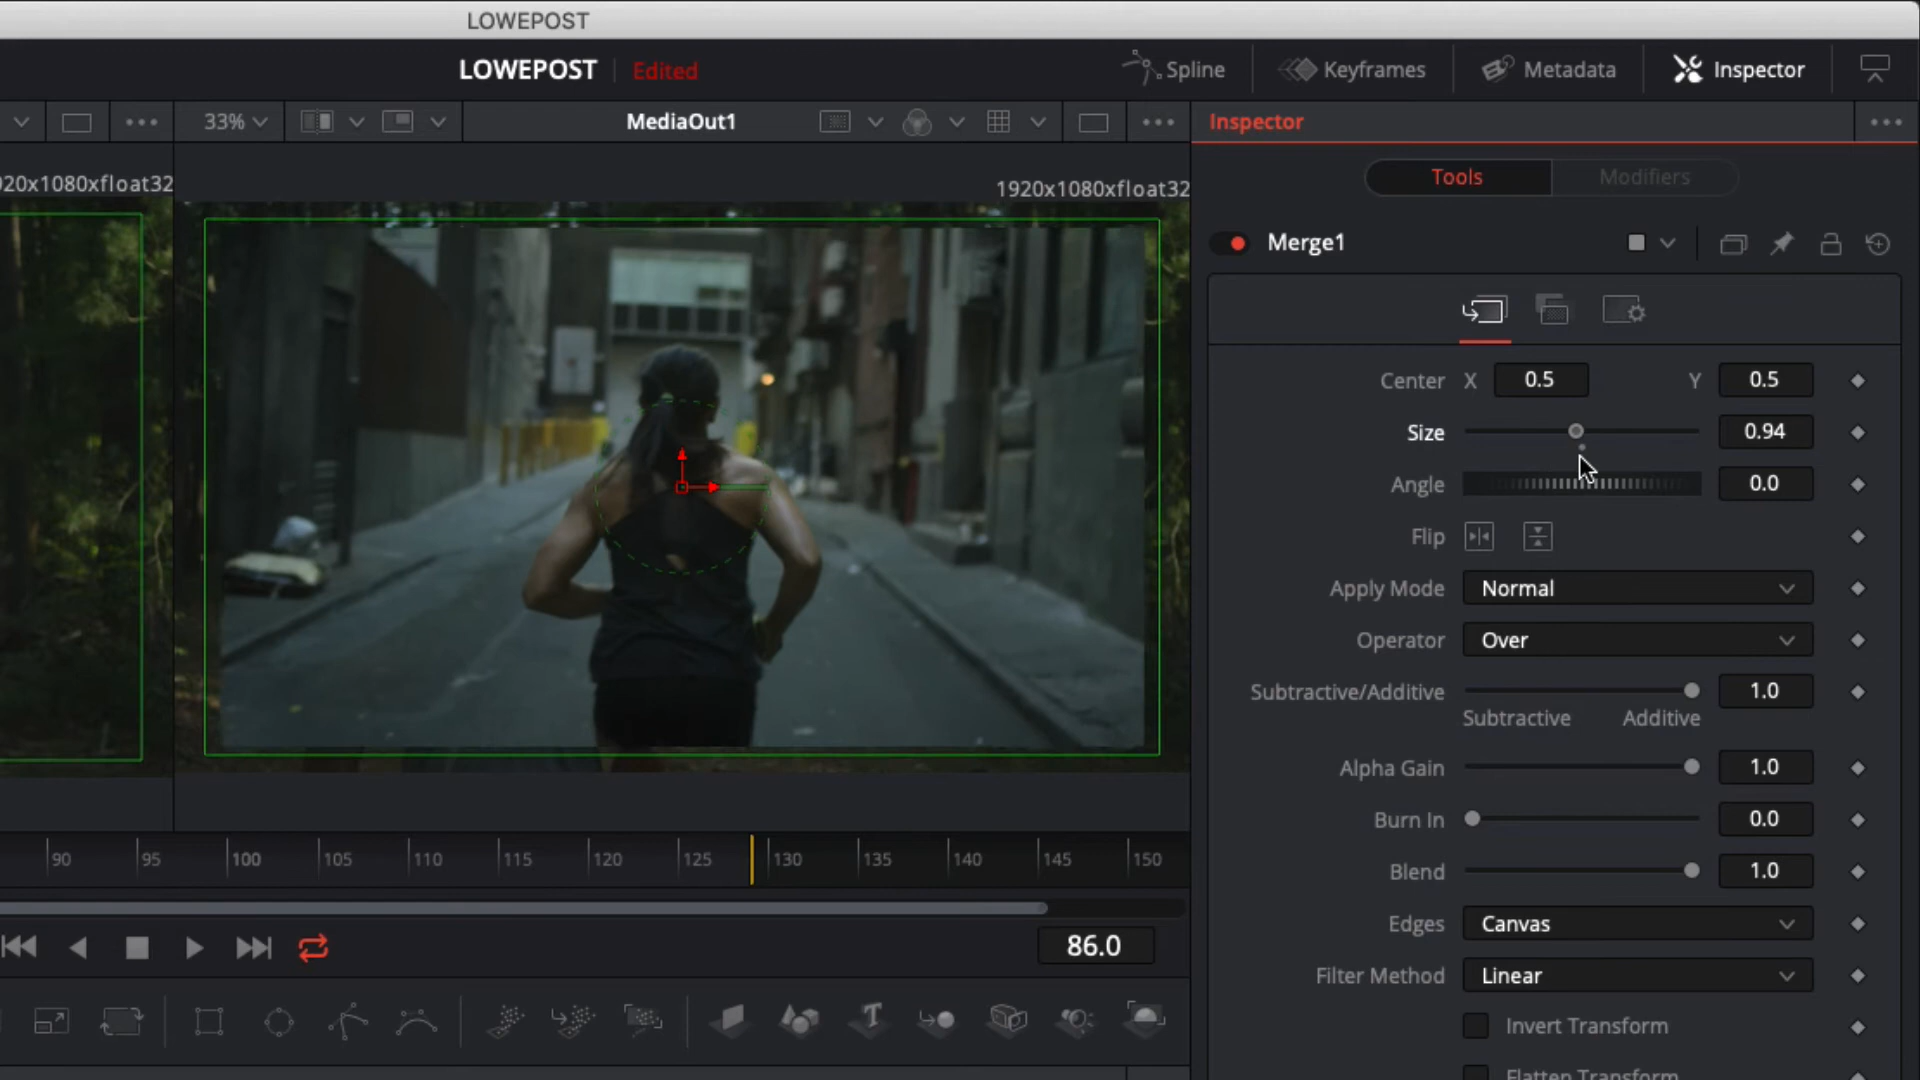 LOWEPOST
LOWEPOST
Edited
Spline
Keyframes
Metadata
Inspector
33%
MediaOut1
Inspector
20x1080xfloat32
1920x1080xfloat32
Tools
Modifiers
Merge1
Center X 0.5 Y 0.5
Size 0.94
Angle 0.0
Flip
Apply Mode Normal
Operator Over
Subtractive/Additive 1.0
Subtractive Additive
Alpha Gain 1.0
Burn In 0.0
Blend 1.0
Edges Canvas
Filter Method Linear
Invert Transform
Flatten Transform
90 95 100 105 110 115 120 125 130 135 140 145 150
86.0
T